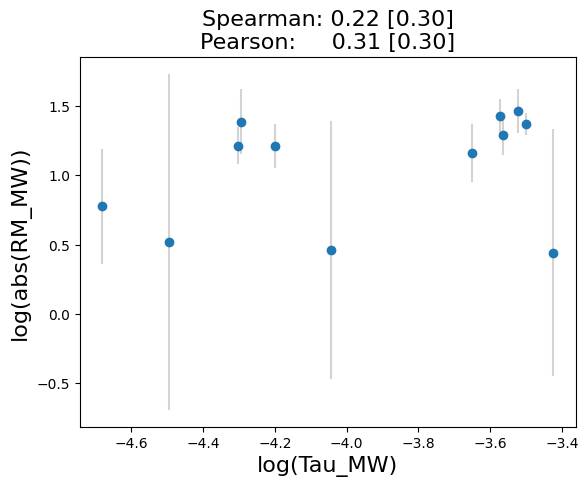 Spearman: 0.22 [0.30]
Pearson: 0.31 [0.30]
1.5
1.0
0.5
0.0
−0.5
log(abs(RM_MW))
−4.6 −4.4 −4.2 −4.0 −3.8 −3.6 −3.4
log(Tau_MW)